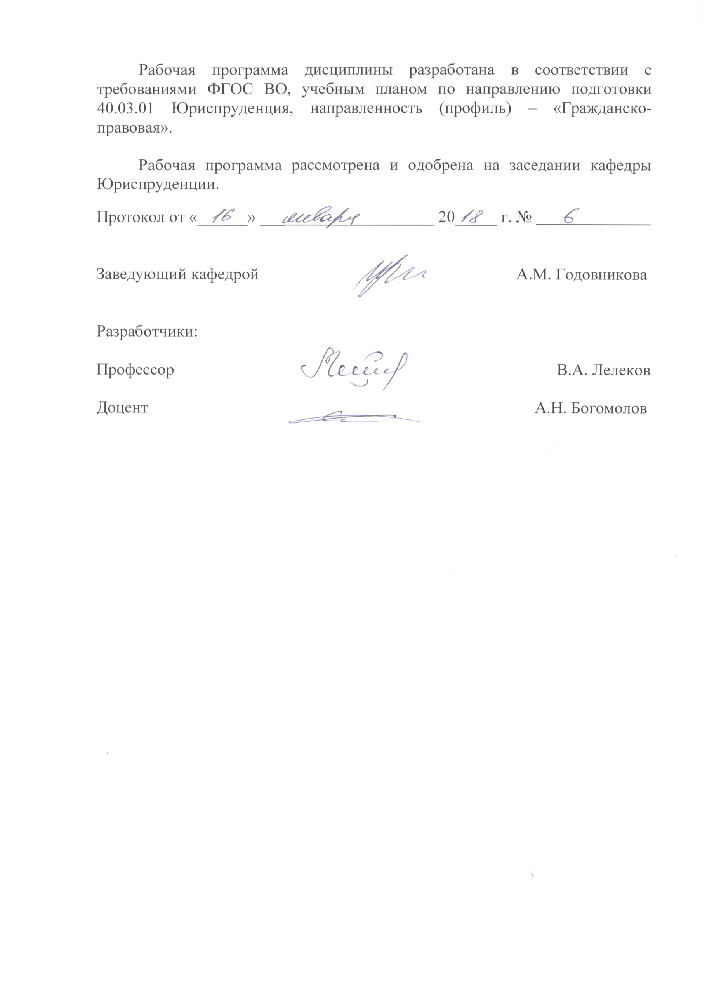 Рабочая программа дисциплины разработана в соответствии с
требованиями ФГОС ВО, учебным планом по направлению подготовки
40.03.01 Юриспруденция, направленность (профиль) – «Гражданско-
правовая».
Рабочая программа рассмотрена и одобрена на заседании кафедры
Юриспруденции.
Протокол от «16» января 2018 г. № 6
Заведующий кафедрой А.М. Годовникова
Разработчики:
Профессор В.А. Лелеков
Доцент А.Н. Богомолов